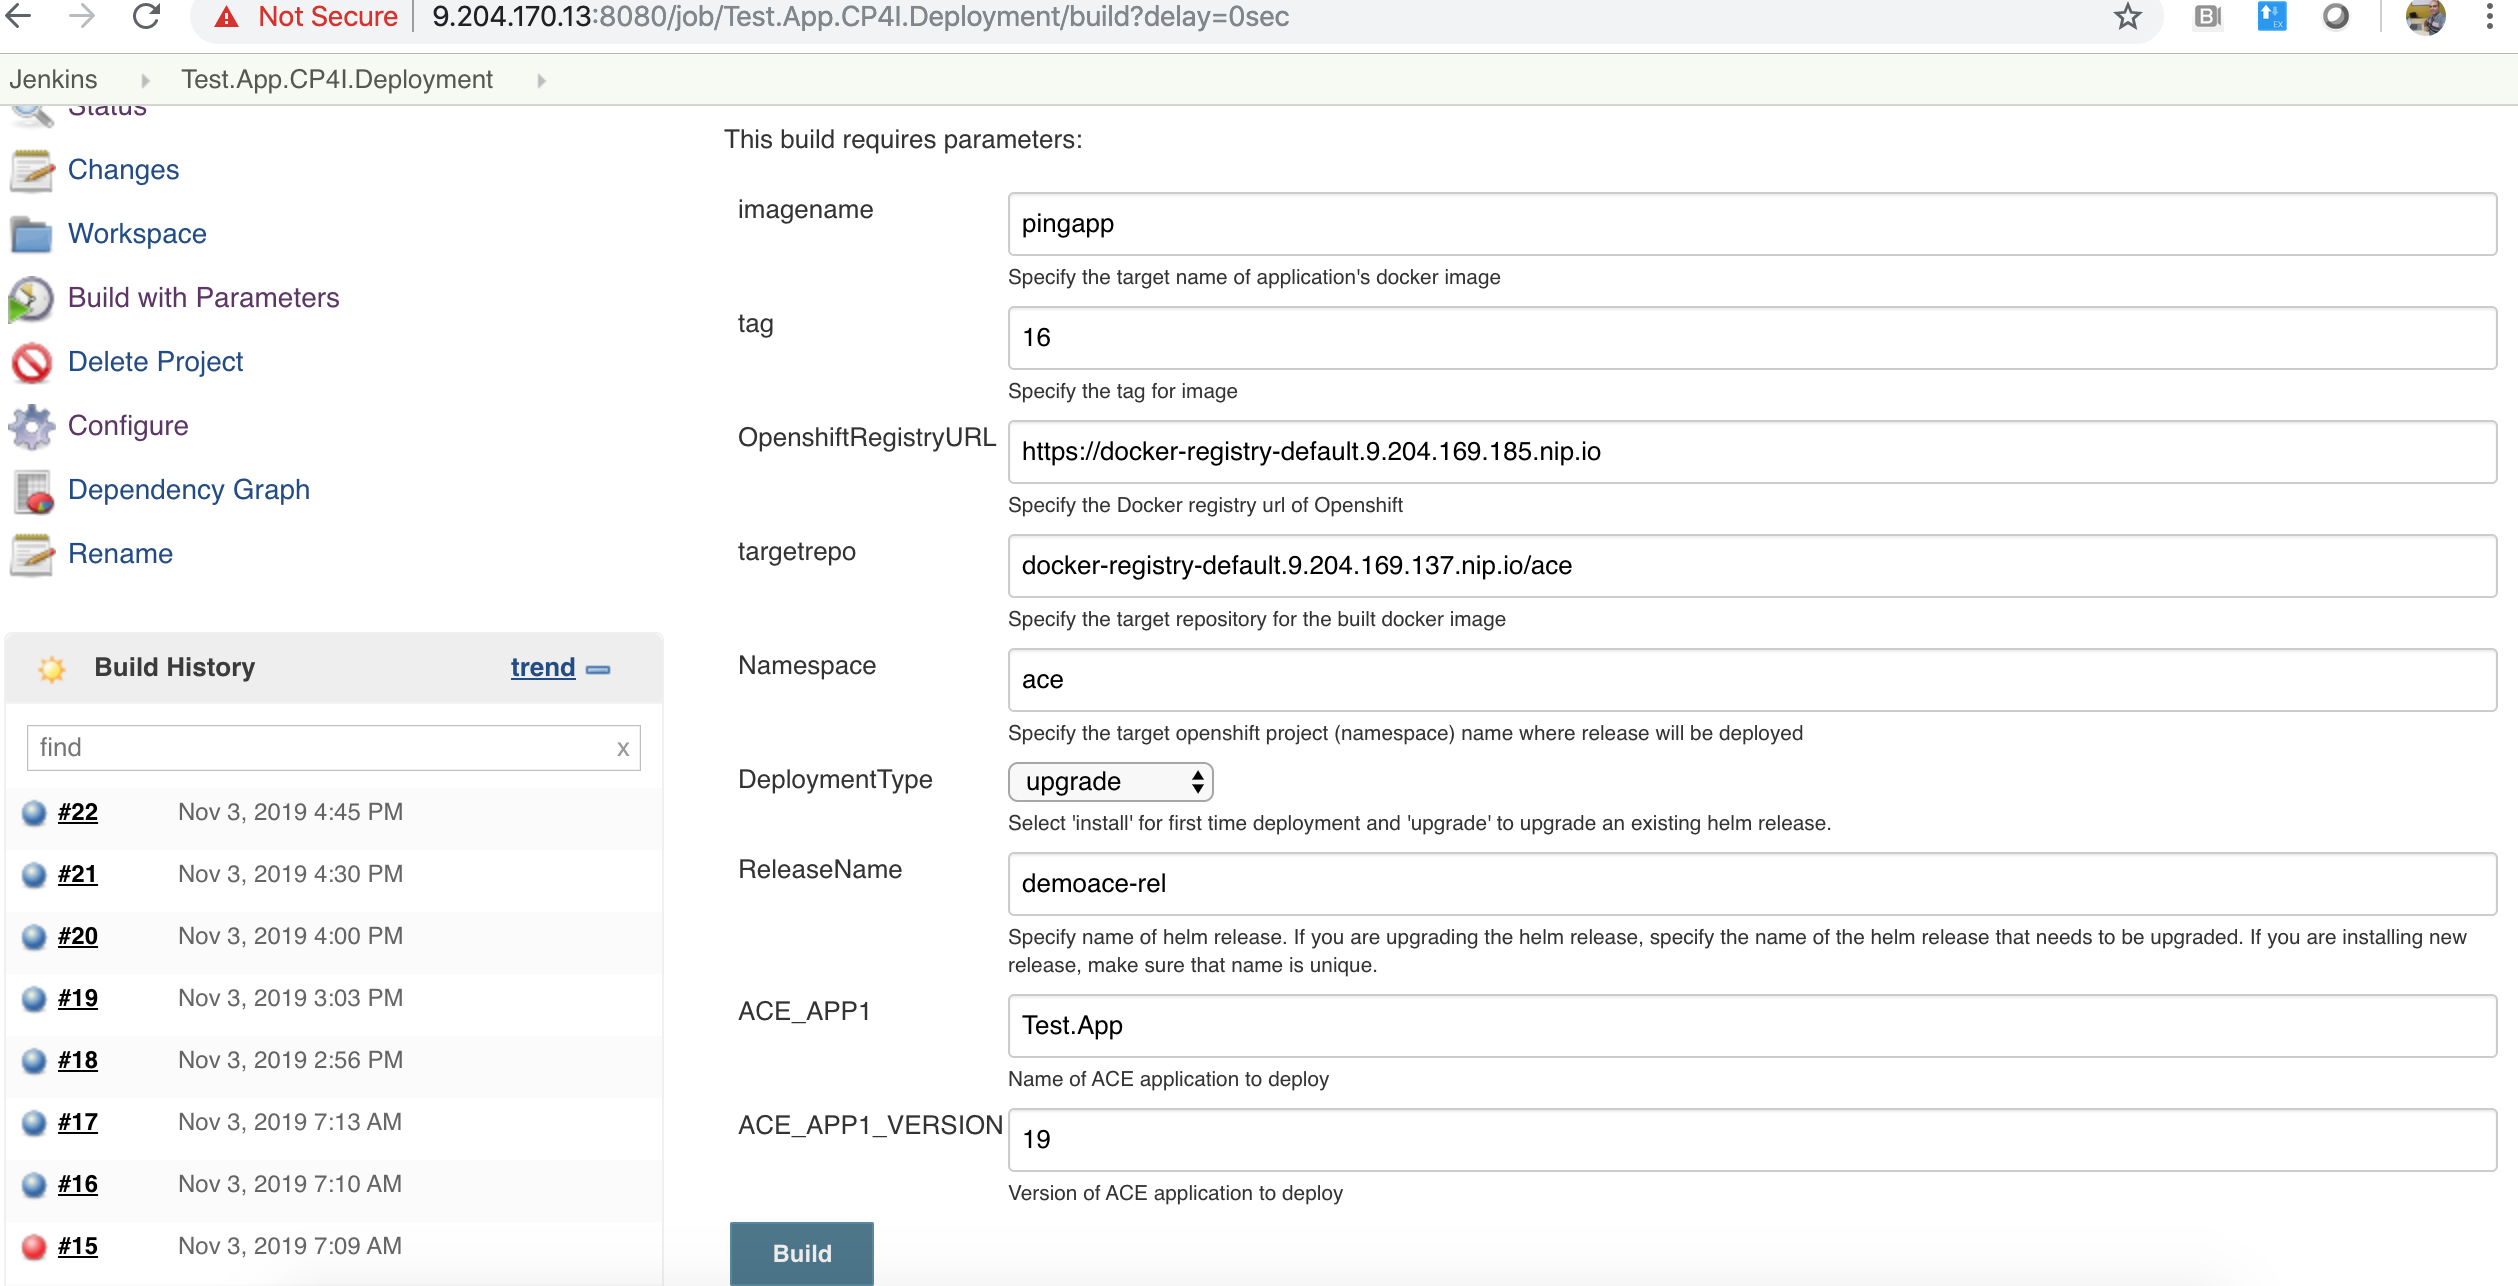 Not Secure 9.204.170.13:8080/job/Test.App.CP4I.Deployment/build?delay=0sec
Jenkins Test.App.CP4I.Deployment
Status
Changes
Workspace
Build with Parameters
Delete Project
Configure
Dependency Graph
Rename
Build History trend
find x
#22 Nov 3, 2019 4:45 PM
#21 Nov 3, 2019 4:30 PM
#20 Nov 3, 2019 4:00 PM
#19 Nov 3, 2019 3:03 PM
#18 Nov 3, 2019 2:56 PM
#17 Nov 3, 2019 7:13 AM
#16 Nov 3, 2019 7:10 AM
#15 Nov 3, 2019 7:09 AM
This build requires parameters:
imagename pingapp
Specify the target name of application's docker image
tag 16
Specify the tag for image
OpenshiftRegistryURL https://docker-registry-default.9.204.169.185.nip.io
Specify the Docker registry url of Openshift
targetrepo docker-registry-default.9.204.169.137.nip.io/ace
Specify the target repository for the built docker image
Namespace ace
Specify the target openshift project (namespace) name where release will be deployed
DeploymentType upgrade
Select 'install' for first time deployment and 'upgrade' to upgrade an existing helm release.
ReleaseName demoace-rel
Specify name of helm release. If you are upgrading the helm release, specify the name of the helm release that needs to be upgraded. If you are installing new
release, make sure that name is unique.
ACE_APP1 Test.App
Name of ACE application to deploy
ACE_APP1_VERSION 19
Version of ACE application to deploy
Build